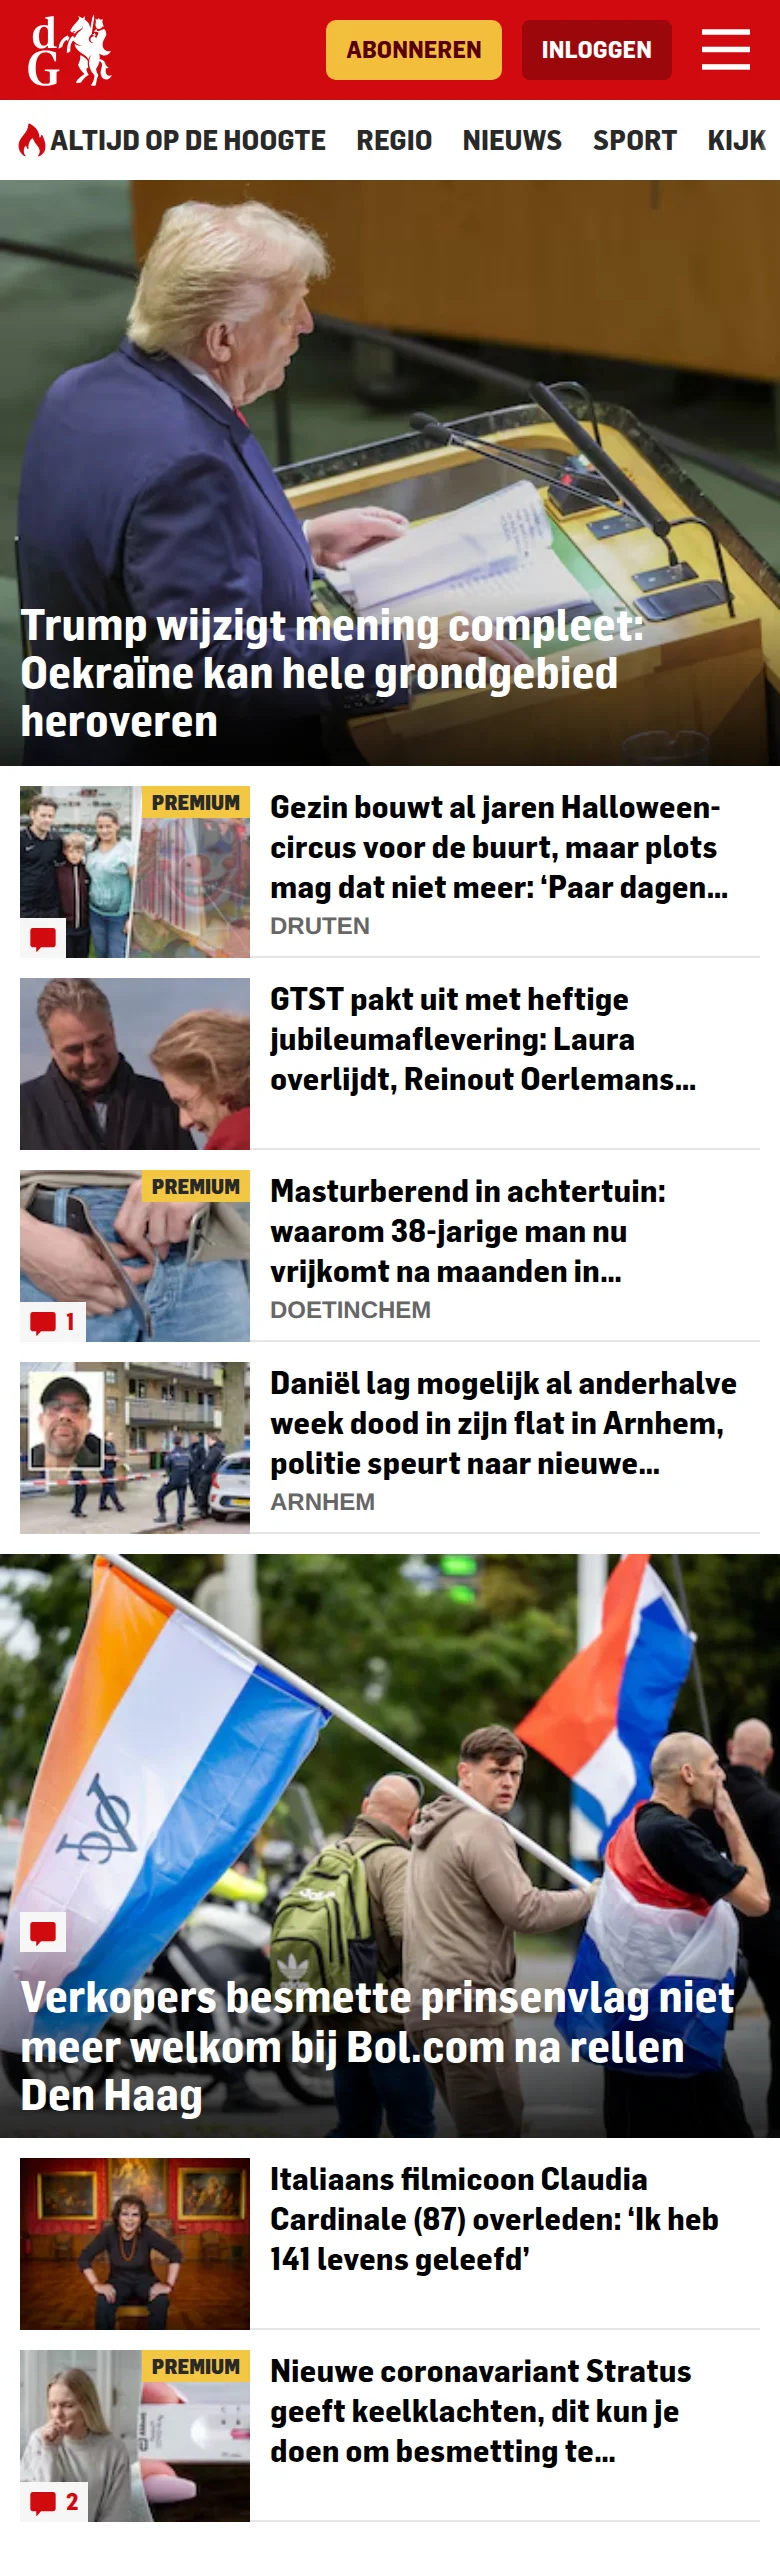 dG
ABONNEREN
INLOGGEN
ALTIJD OP DE HOOGTE
REGIO
NIEUWS
SPORT
KIJK
Trump wijzigt mening compleet:
Oekraïne kan hele grondgebied
heroveren
PREMIUM
Gezin bouwt al jaren Halloween-
circus voor de buurt, maar plots
mag dat niet meer: ‘Paar dagen...
DRUTEN
GTST pakt uit met heftige
jubileumaflevering: Laura
overlijdt, Reinout Oerlemans...
PREMIUM
1
Masturberend in achtertuin:
waarom 38-jarige man nu
vrijkomt na maanden in...
DOETINCHEM
Daniël lag mogelijk al anderhalve
week dood in zijn flat in Arnhem,
politie speurt naar nieuwe...
ARNHEM
Verkopers besmette prinsenvlag niet
meer welkom bij Bol.com na rellen
Den Haag
Italiaans filmicoon Claudia
Cardinale (87) overleden: ‘Ik heb
141 levens geleefd’
PREMIUM
2
Nieuwe coronavariant Stratus
geeft keelklachten, dit kun je
doen om besmetting te...